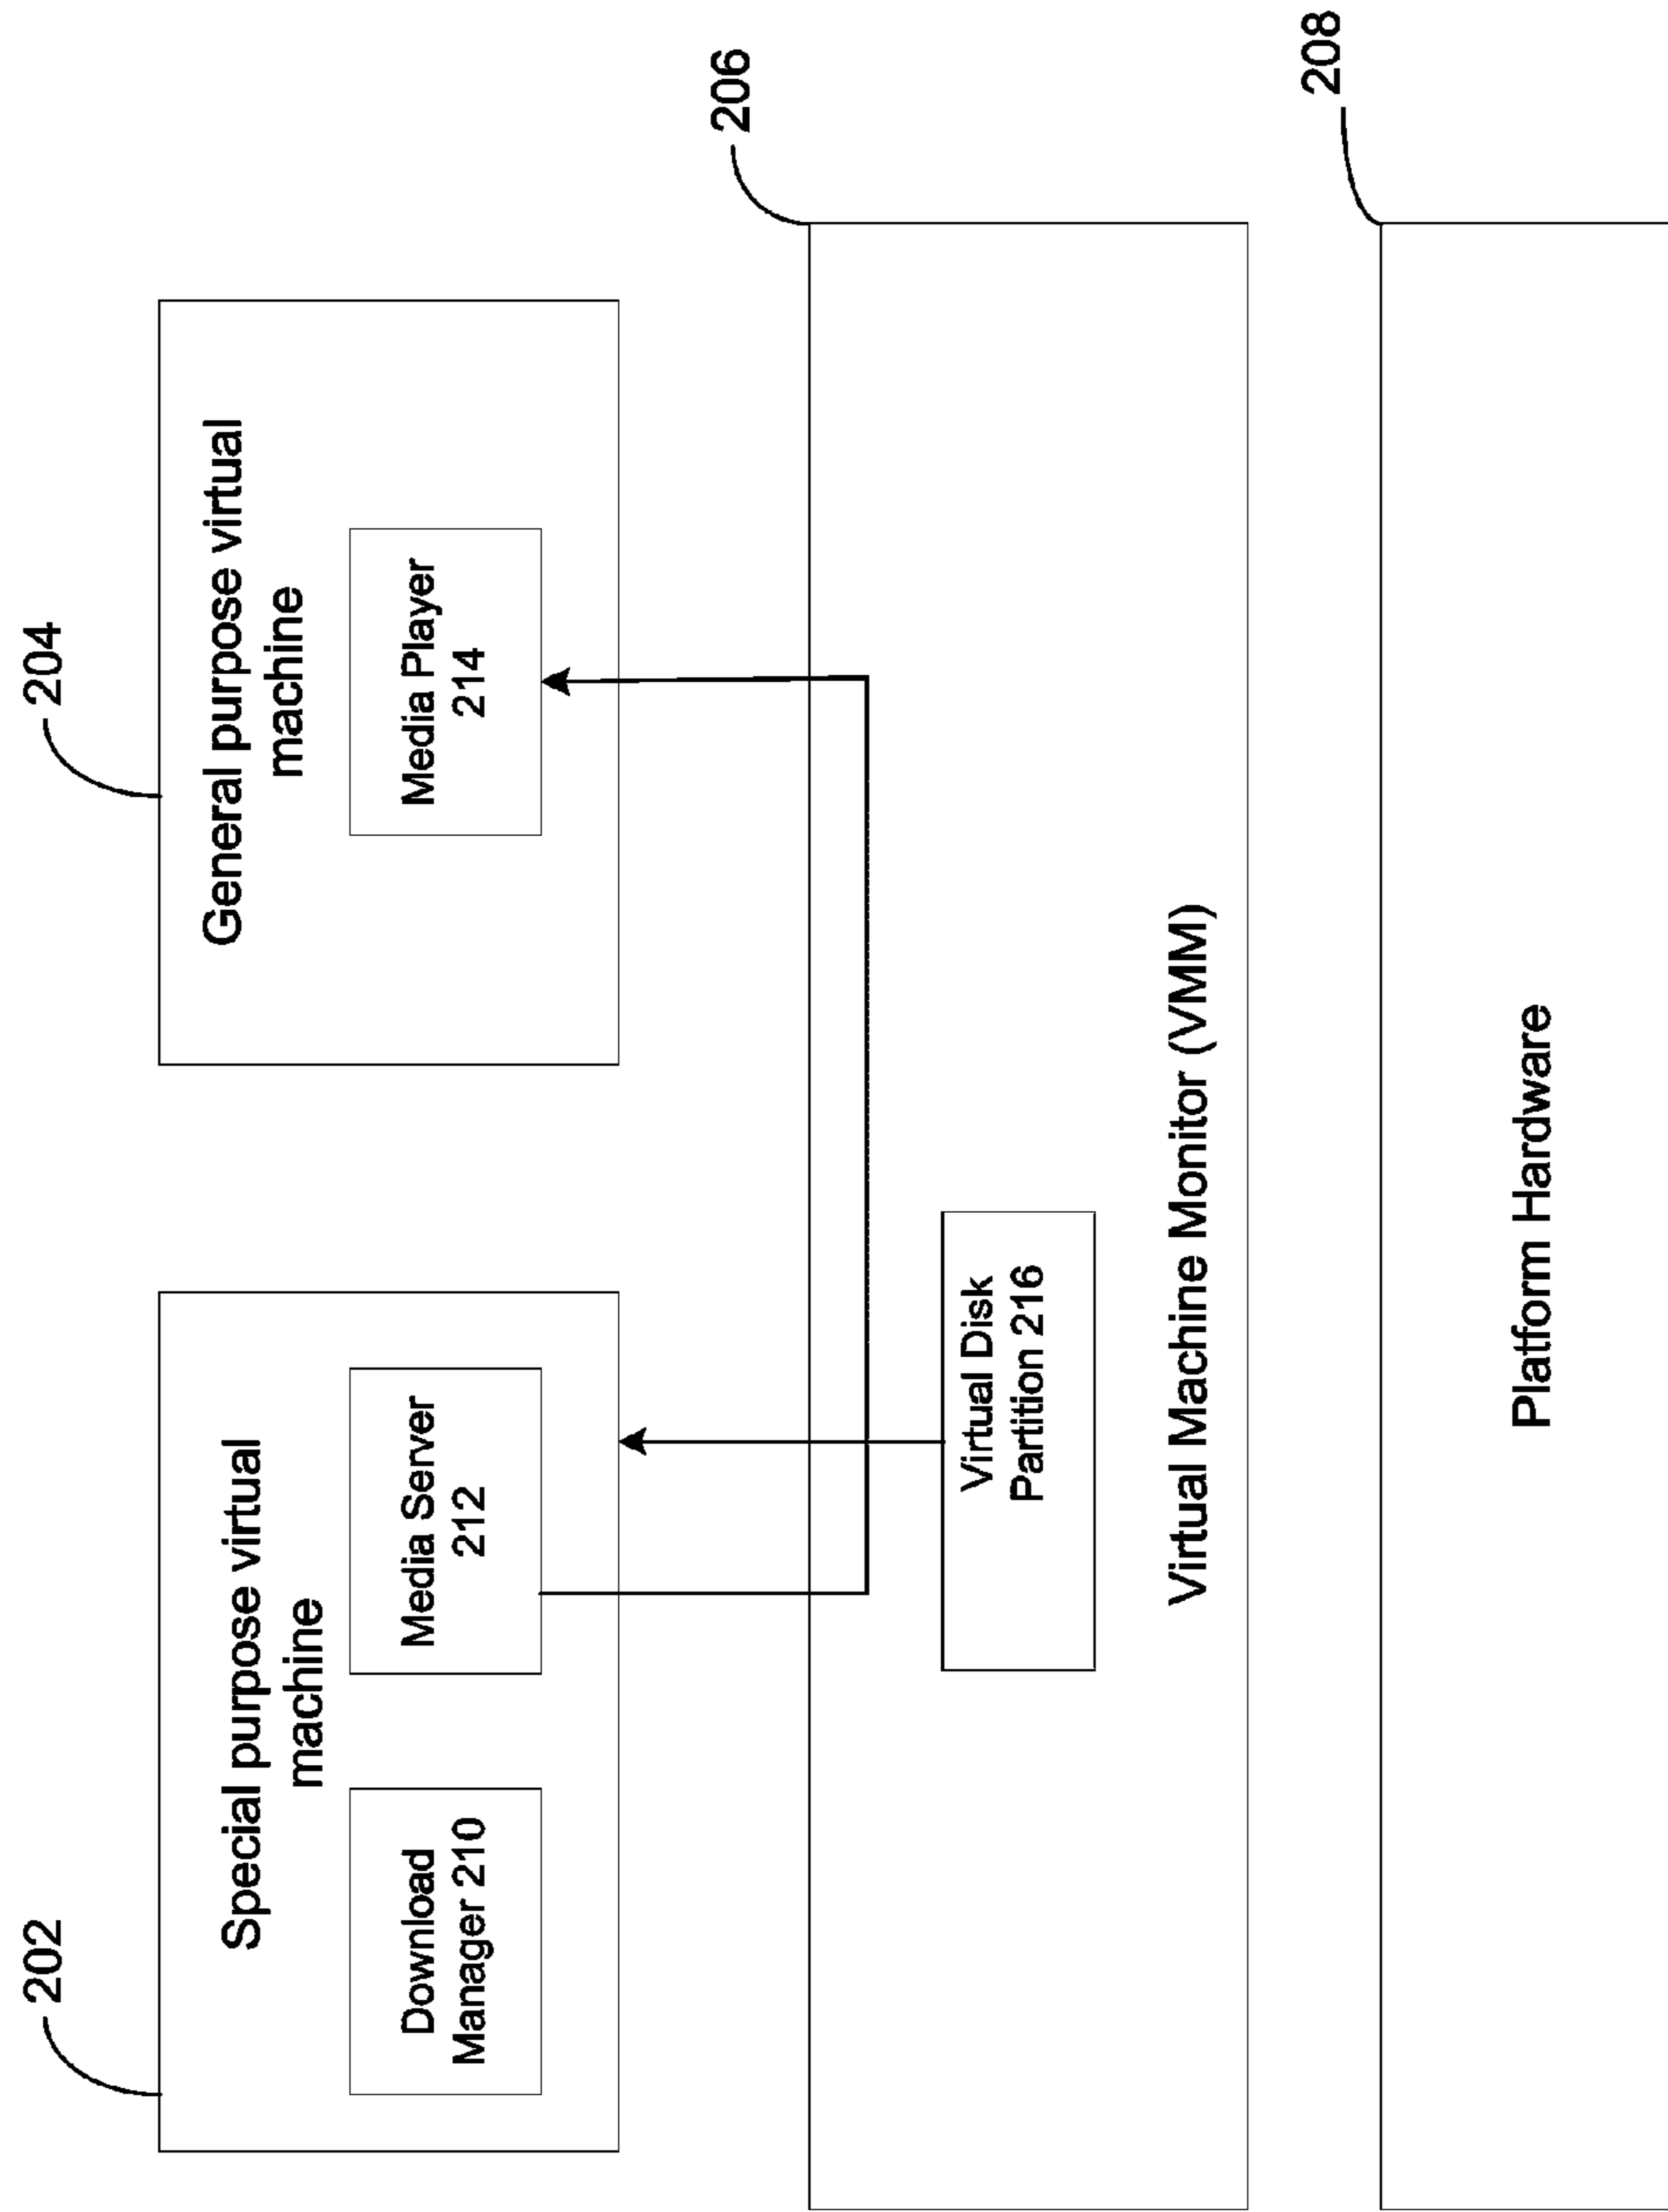 202
204
Special purpose virtual
machine
General purpose virtual
machine
Download
Manager 210
Media Server
212
Media Player
214
206
Virtual Disk
Partition 216
Virtual Machine Monitor (VMM)
208
Platform Hardware